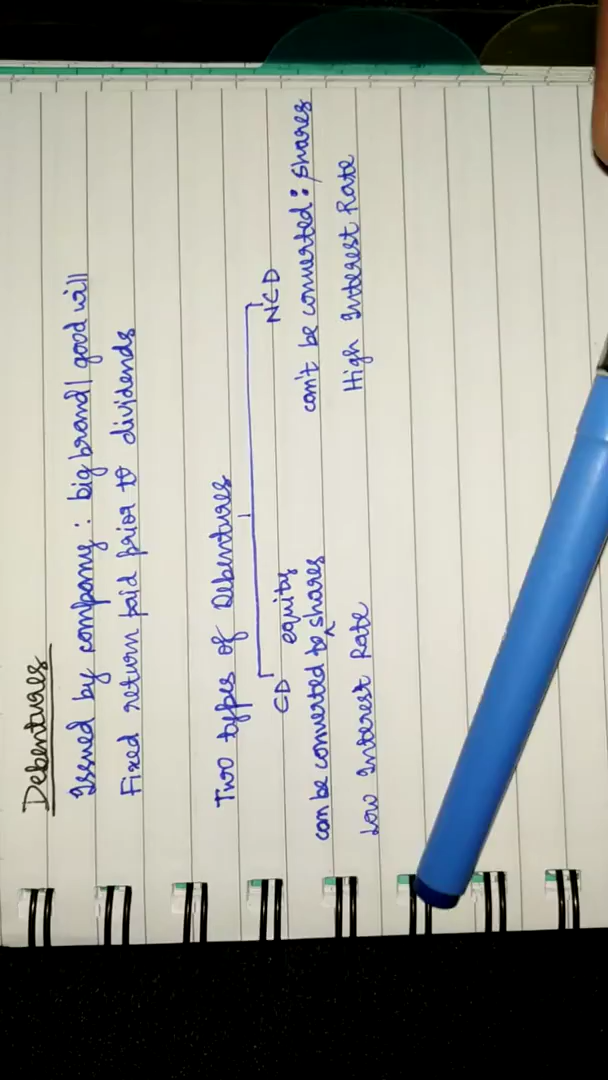 Debentures
Issued by company : big brand / good will
Fixed return paid prior to dividends
Two types of Debentures
CD NCD
equity
can be converted to ^ shares can't be converted : shares
Low Interest Rate High Interest Rate